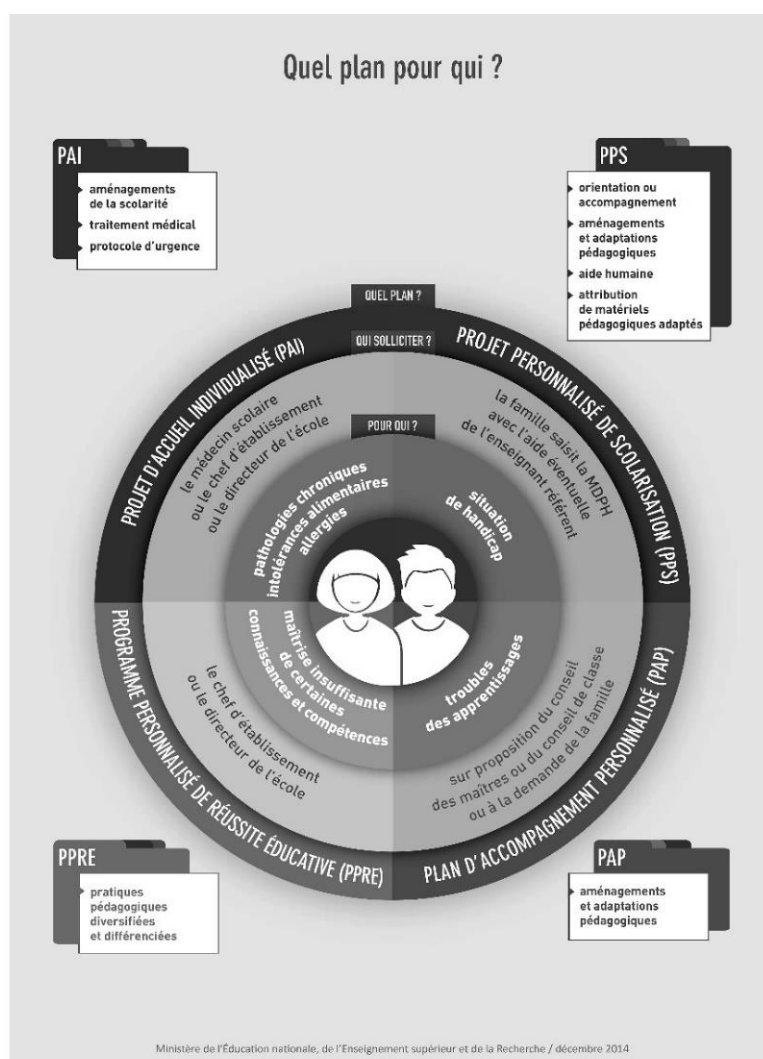 Quel plan pour qui ?
PAI
aménagements
de la scolarité
traitement médical
protocole d'urgence
PPS
orientation ou
accompagnement
aménagements
et adaptations
pédagogiques
aide humaine
attribution
de matériels
pédagogiques adaptés
QUEL PLAN ?
QUI SOLLICITER ?
POUR QUI ?
PROJET D'ACCUEIL INDIVIDUALISÉ (PAI)
le médecin scolaire
ou le chef d'établissement
ou le directeur de l'école
pathologies chroniques
intolérances alimentaires
allergies
PROJET PERSONNALISÉ DE SCOLARISATION (PPS)
la famille saisit la MDPH
avec l'aide éventuelle
de l'enseignant référent
situation
de handicap
PROGRAMME PERSONNALISÉ DE RÉUSSITE ÉDUCATIVE (PPRE)
le chef d'établissement
ou le directeur de l'école
maîtrise insuffisante
de certaines
connaissances et compétences
PLAN D'ACCOMPAGNEMENT PERSONNALISÉ (PAP)
sur proposition du conseil
des maîtres ou du conseil de classe
ou à la demande de la famille
troubles
des apprentissages
PPRE
pratiques
pédagogiques
diversifiées
et différenciées
PAP
aménagements
et adaptations
pédagogiques
Ministère de l'Éducation nationale, de l'Enseignement supérieur et de la Recherche / décembre 2014